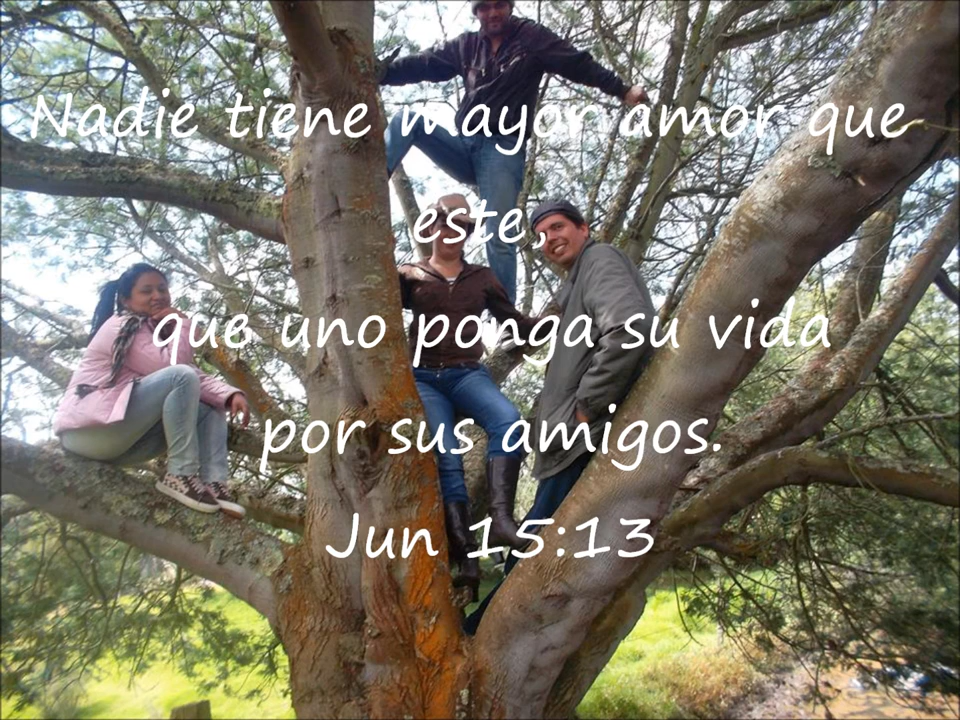 Nadie tiene mayor amor que
este,
que uno ponga su vida
por sus amigos.
Jun 15:13